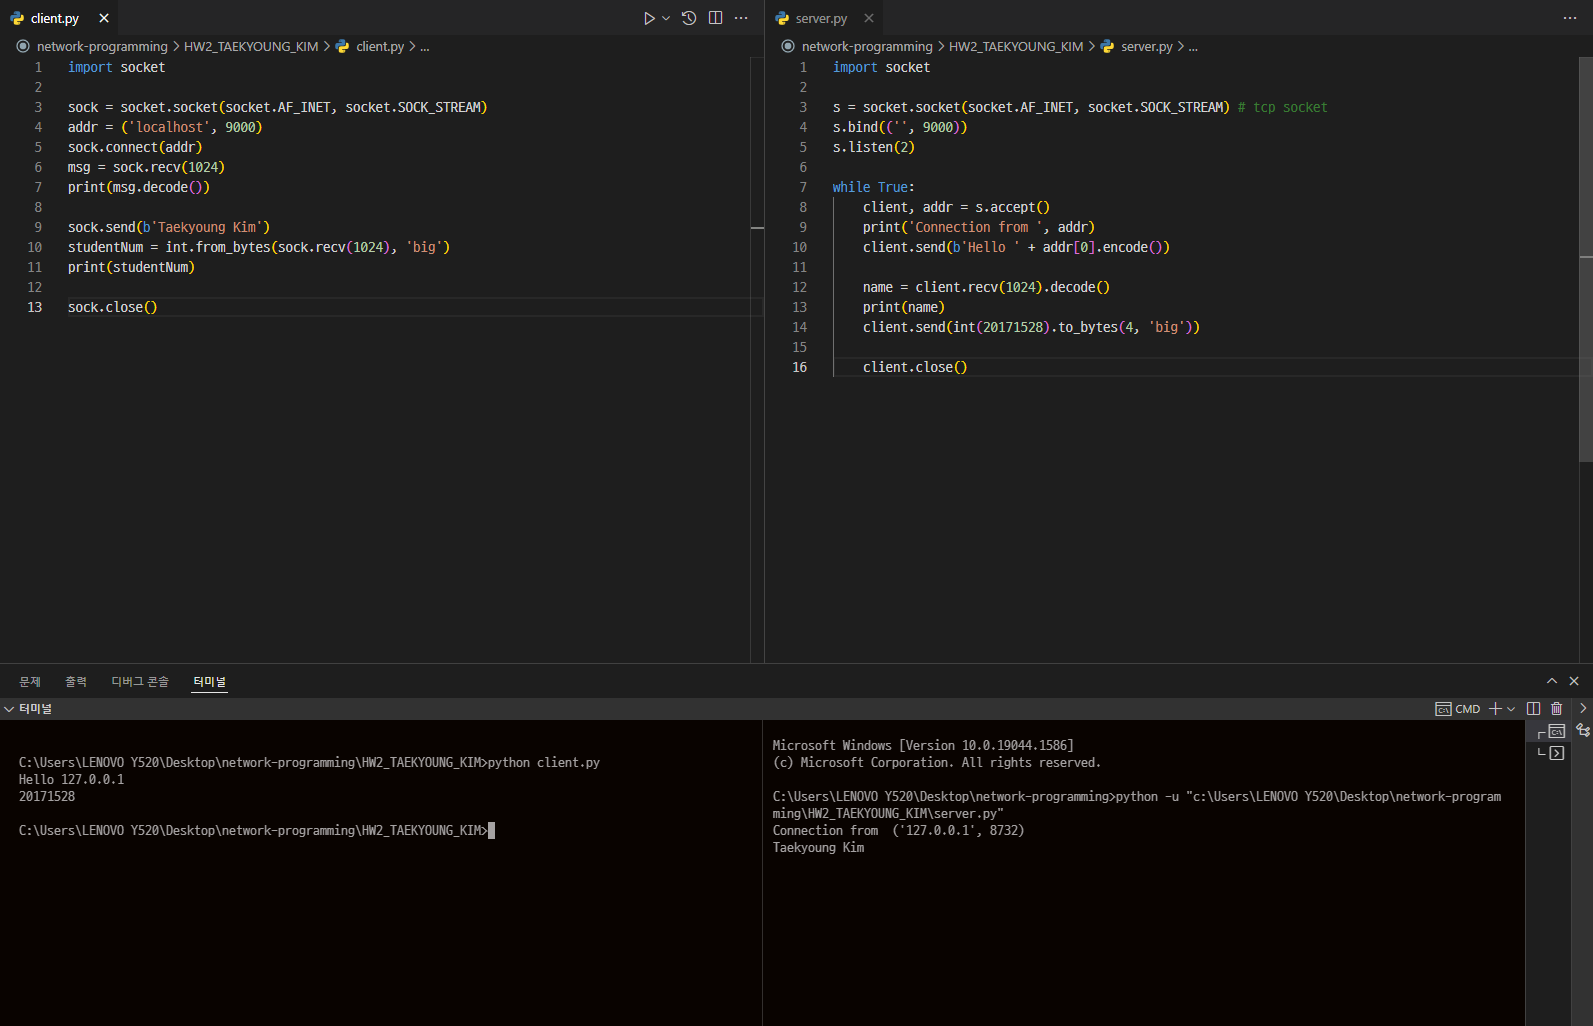 client.py
network-programming > HW2_TAEKYOUNG_KIM > client.py > ...
1 import socket
2
3 sock = socket.socket(socket.AF_INET, socket.SOCK_STREAM)
4 addr = ('localhost', 9000)
5 sock.connect(addr)
6 msg = sock.recv(1024)
7 print(msg.decode())
8
9 sock.send(b'Taekyoung Kim')
10 studentNum = int.from_bytes(sock.recv(1024), 'big')
11 print(studentNum)
12
13 sock.close()
server.py
network-programming > HW2_TAEKYOUNG_KIM > server.py > ...
1 import socket
2
3 s = socket.socket(socket.AF_INET, socket.SOCK_STREAM) # tcp socket
4 s.bind(('', 9000))
5 s.listen(2)
6
7 while True:
8     client, addr = s.accept()
9     print('Connection from ', addr)
10     client.send(b'Hello ' + addr[0].encode())
11
12     name = client.recv(1024).decode()
13     print(name)
14     client.send(int(20171528).to_bytes(4, 'big'))
15
16     client.close()
문제 출력 디버그 콘솔 터미널
터미널
CMD
C:\Users\LENOVO Y520\Desktop\network-programming\HW2_TAEKYOUNG_KIM>python client.py
Hello 127.0.0.1
20171528
C:\Users\LENOVO Y520\Desktop\network-programming\HW2_TAEKYOUNG_KIM>
Microsoft Windows [Version 10.0.19044.1586]
(c) Microsoft Corporation. All rights reserved.
C:\Users\LENOVO Y520\Desktop\network-programming>python -u "c:\Users\LENOVO Y520\Desktop\network-program
ming\HW2_TAEKYOUNG_KIM\server.py"
Connection from  ('127.0.0.1', 8732)
Taekyoung Kim